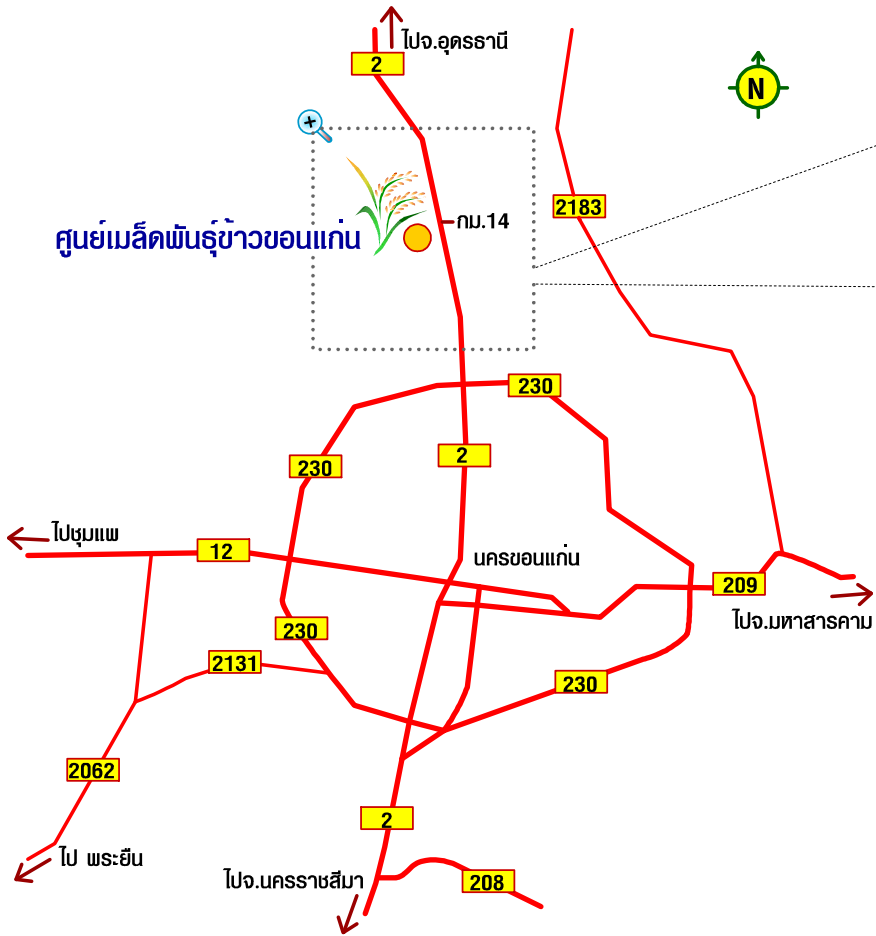 ไปจ.อุดรธานี
2
N
2183
กม.14
ศูนย์เมล็ดพันธุ์ข้าวขอนแก่น
230
2
230
ไปชุมแพ
12
นครขอนแก่น
209
ไปจ.มหาสารคาม
230
2131
230
2062
2
ไป พระยืน
ไปจ.นครราชสีมา
208